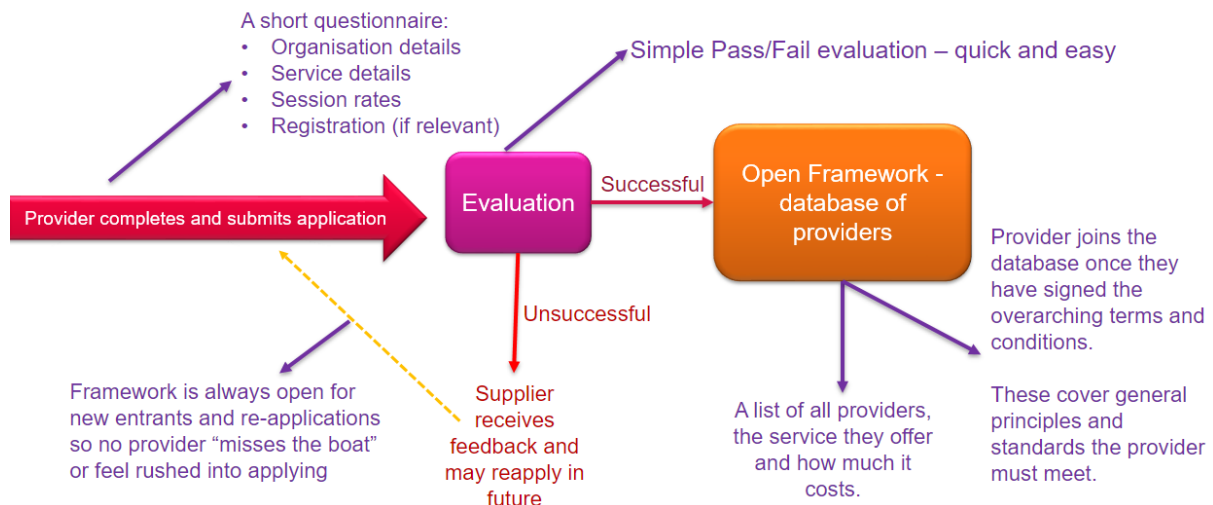 A short questionnaire:
• Organisation details
• Service details
• Session rates
• Registration (if relevant)
Simple Pass/Fail evaluation – quick and easy
Provider completes and submits application
Evaluation
Successful
Open Framework -
database of
providers
Unsuccessful
Provider joins the
database once they
have signed the
overarching terms and
conditions.
These cover general
principles and
standards the provider
must meet.
Framework is always open for
new entrants and re-applications
so no provider “misses the boat”
or feel rushed into applying
Supplier
receives
feedback and
may reapply in
future
A list of all providers,
the service they offer
and how much it
costs.